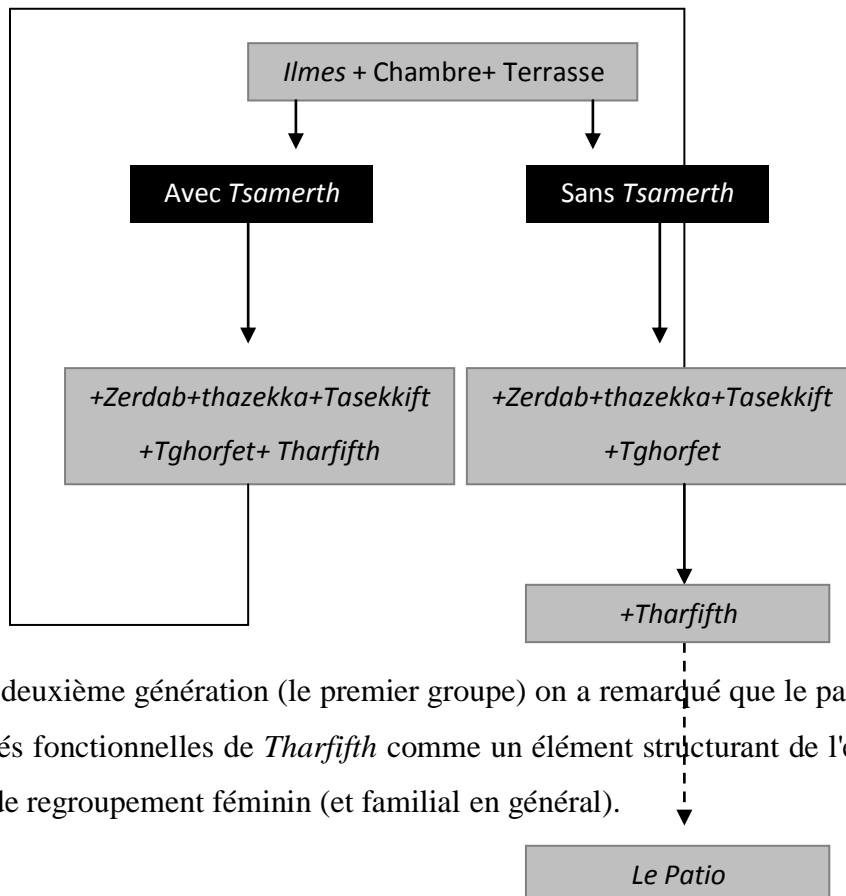 Ilmes + Chambre+ Terrasse
Avec Tsamerth
Sans Tsamerth
+Zerdab+thazekka+Tasekkift
+Tghorfet+ Tharfifth
+Zerdab+thazekka+Tasekkift
+Tghorfet
+Tharfifth
deuxième génération (le premier groupe) on a remarqué que le
és fonctionnelles de Tharfifth comme un élément structurant de
de regroupement féminin (et familial en général).
Le Patio